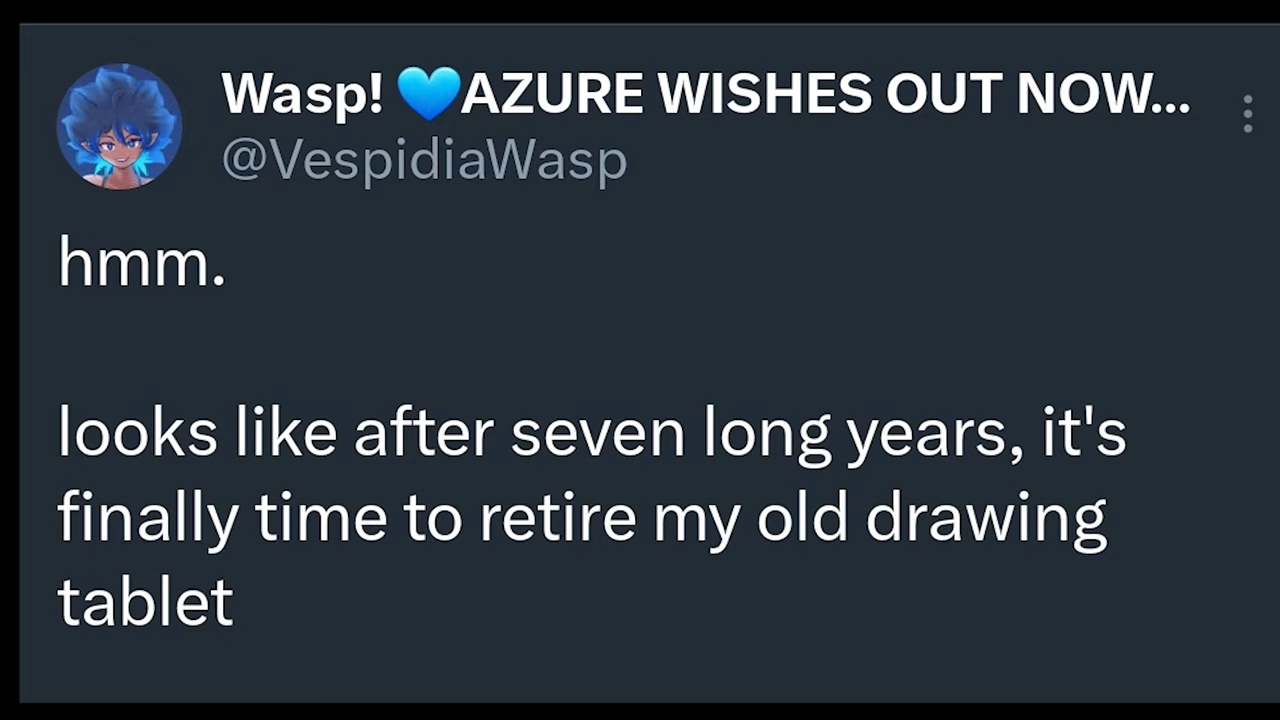 Wasp! 💙AZURE WISHES OUT NOW...
@VespidiaWasp
hmm.
looks like after seven long years, it's
finally time to retire my old drawing
tablet